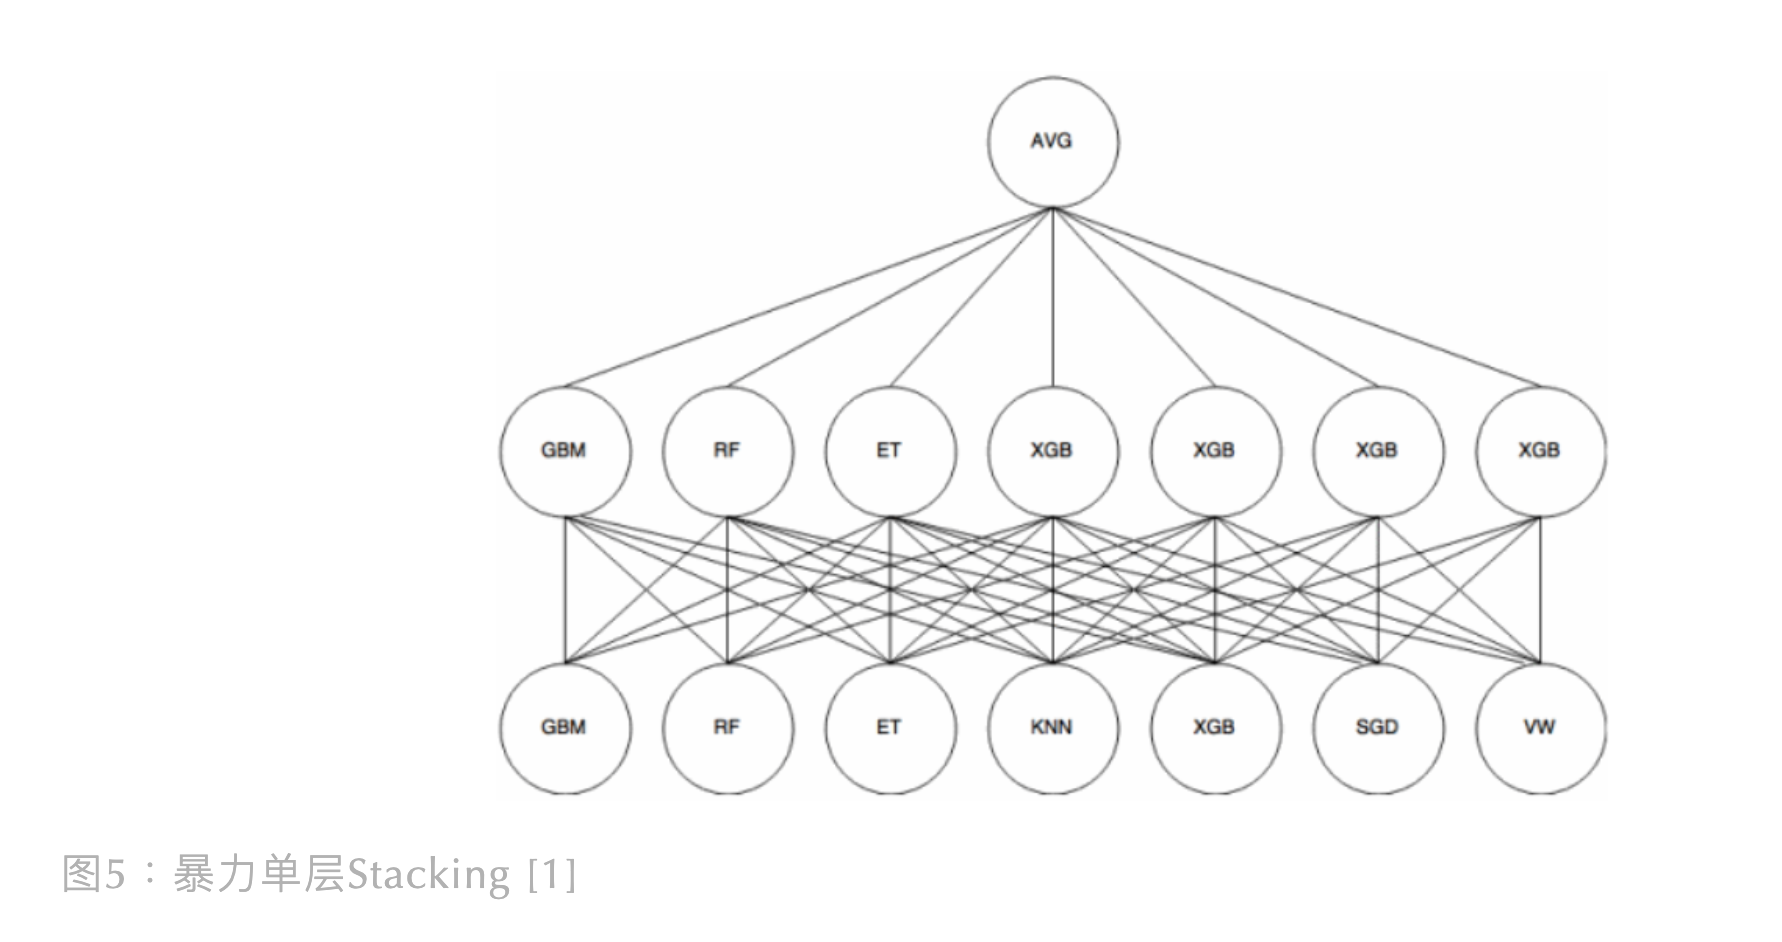 AVG
GBM RF ET XGB XGB XGB XGB
GBM RF ET KNN XGB SGD VW
图5：暴力单层Stacking [1]